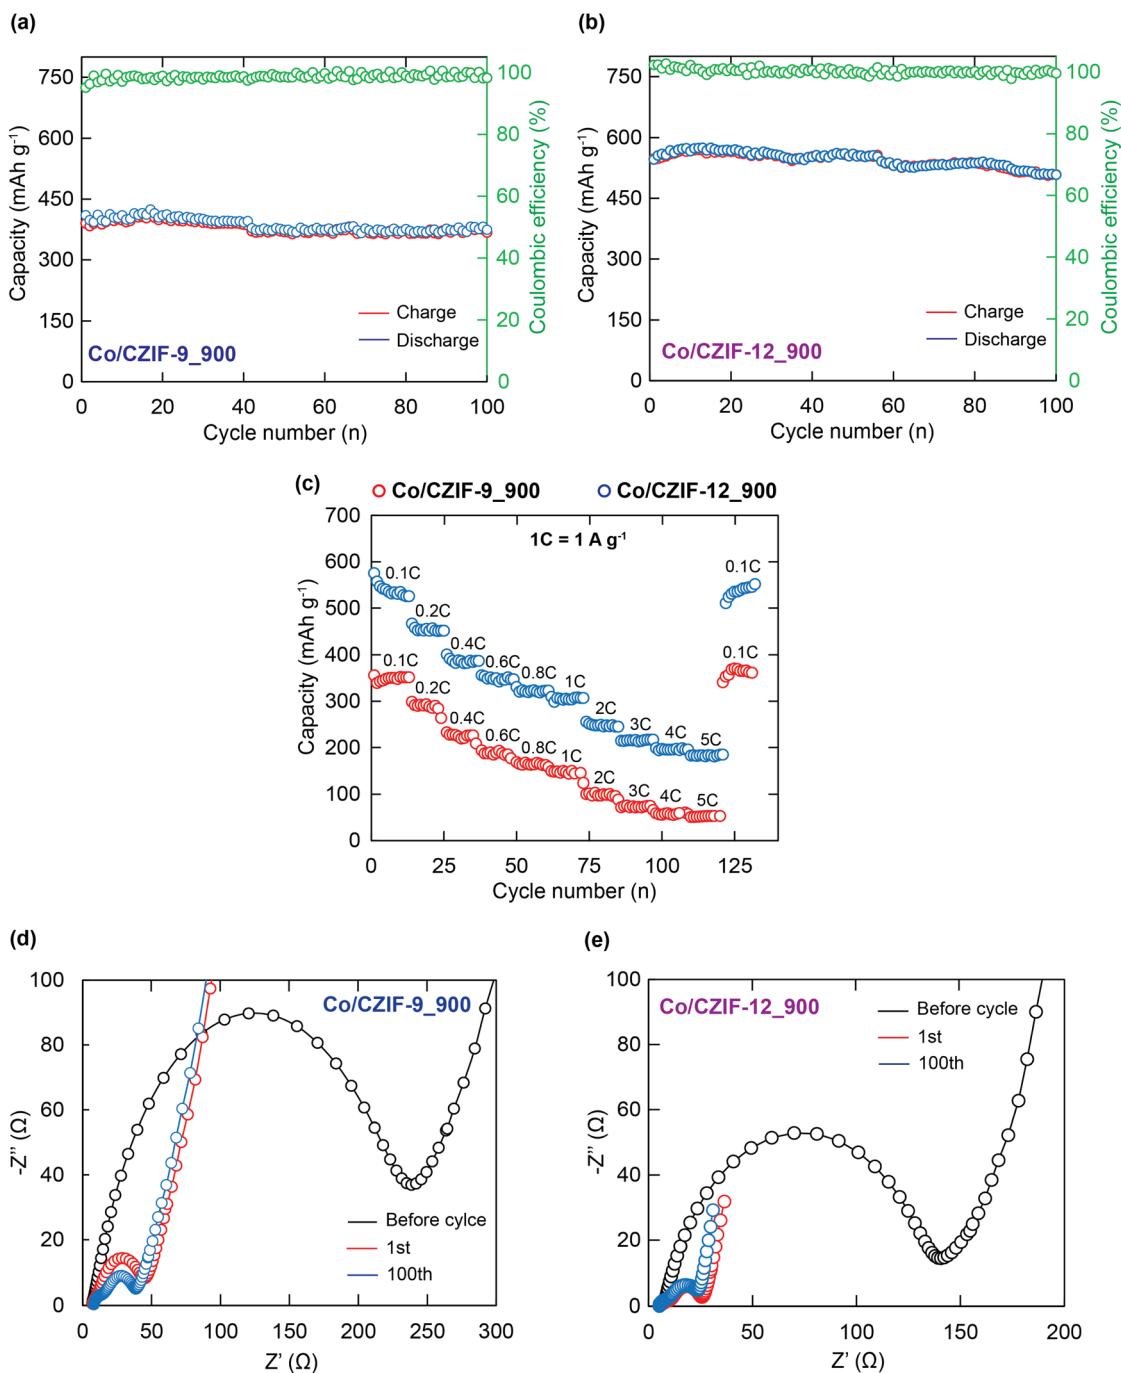 (a)
(b)
750
600
450
300
150
0
100
80
60
40
20
0
Capacity (mAh g⁻¹)
Coulombic efficiency (%)
Charge
Discharge
Co/CZIF-9_900
0 20 40 60 80 100
Cycle number (n)
750
600
450
300
150
0
100
80
60
40
20
0
Capacity (mAh g⁻¹)
Coulombic efficiency (%)
Charge
Discharge
Co/CZIF-12_900
0 20 40 60 80 100
Cycle number (n)
(c)
Co/CZIF-9_900 Co/CZIF-12_900
1C = 1 A g⁻¹
700
600
500
400
300
200
100
0
Capacity (mAh g⁻¹)
0.1C
0.2C
0.4C
0.6C
0.8C
1C
2C
3C
4C
5C
0.1C
0.1C
0.2C
0.4C
0.6C
0.8C
1C
2C
3C
4C
5C
0.1C
0 25 50 75 100 125
Cycle number (n)
(d)
(e)
100
80
60
40
20
0
-Z'' (Ω)
Co/CZIF-9_900
Before cylce
1st
100th
0 50 100 150 200 250 300
Z' (Ω)
100
80
60
40
20
0
-Z'' (Ω)
Co/CZIF-12_900
Before cycle
1st
100th
0 50 100 150 200
Z' (Ω)